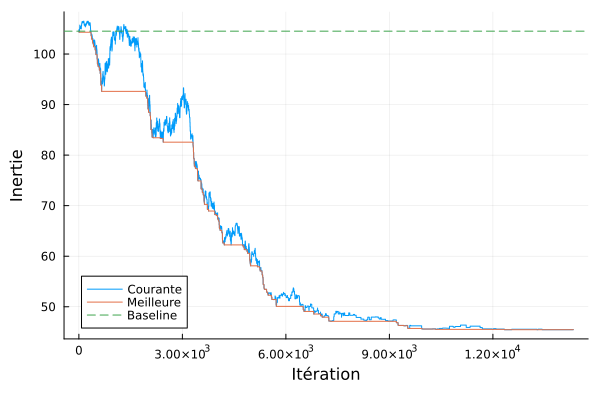 100
90
80
70
60
50
Inertie
Courante
Meilleure
Baseline
0
3.00×10³
6.00×10³
9.00×10³
1.20×10⁴
Itération